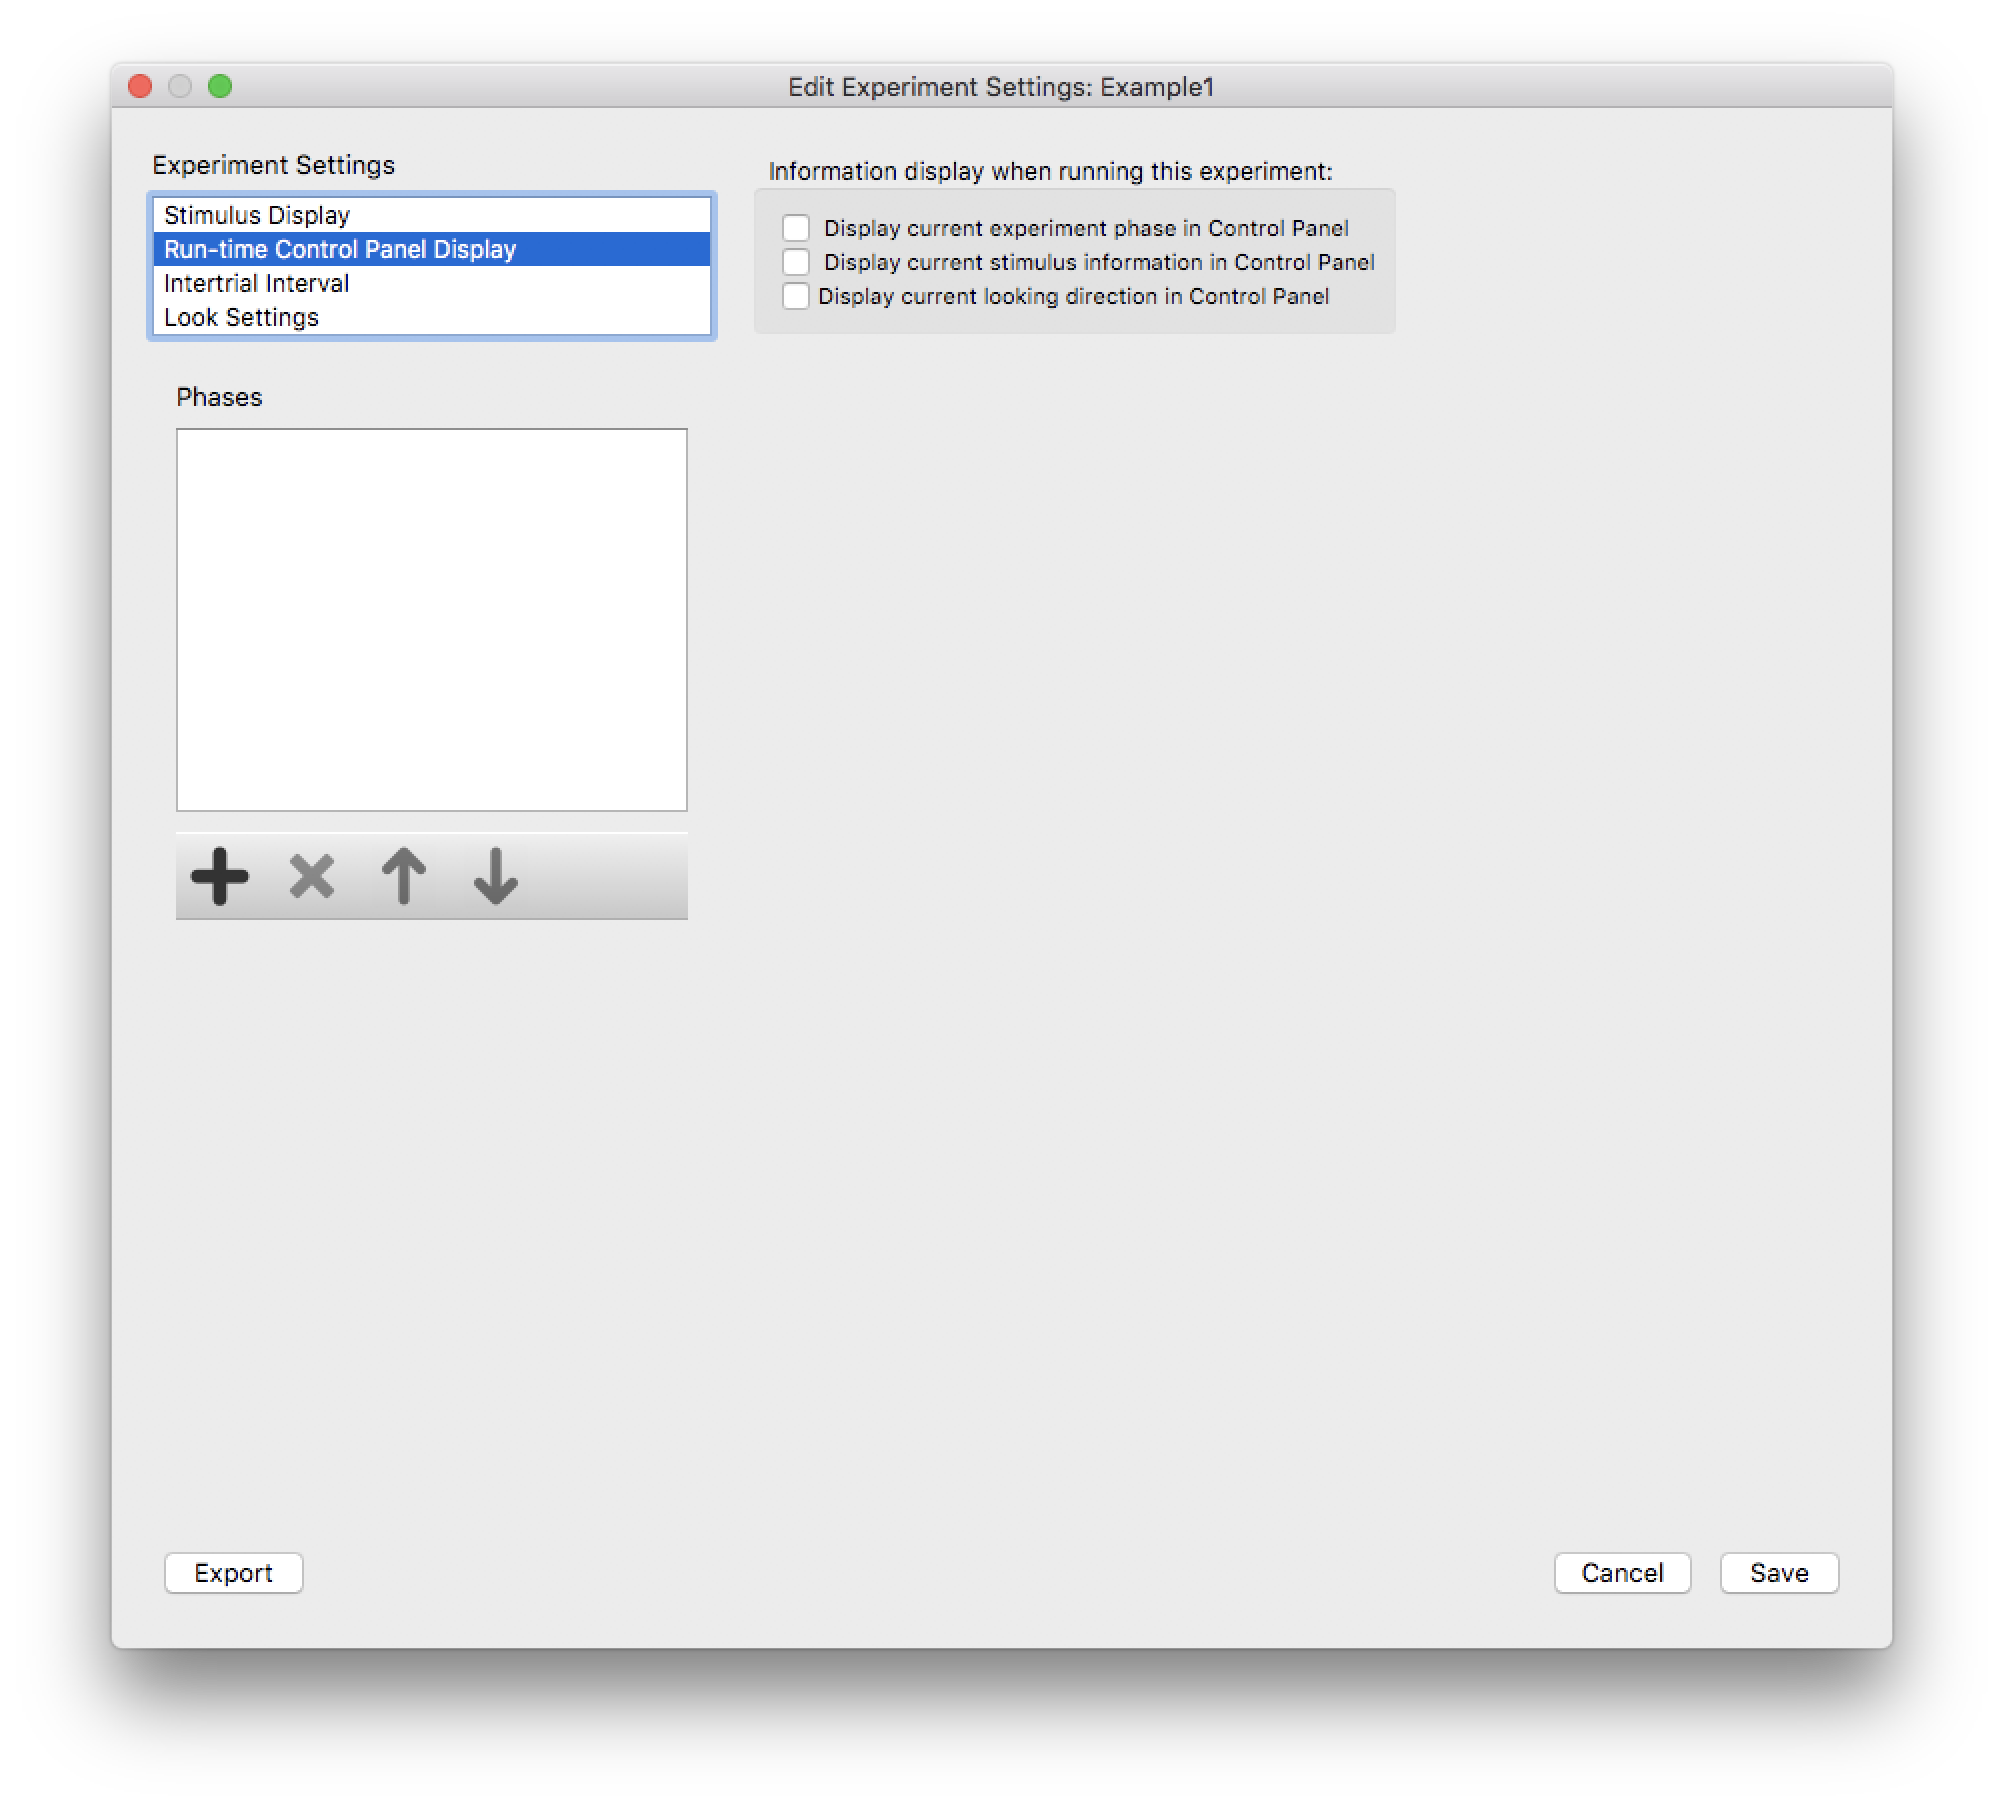 Edit Experiment Settings: Example1
Experiment Settings
Stimulus Display
Run-time Control Panel Display
Intertrial Interval
Look Settings
Information display when running this experiment:
Display current experiment phase in Control Panel
Display current stimulus information in Control Panel
Display current looking direction in Control Panel
Phases
Export
Cancel
Save